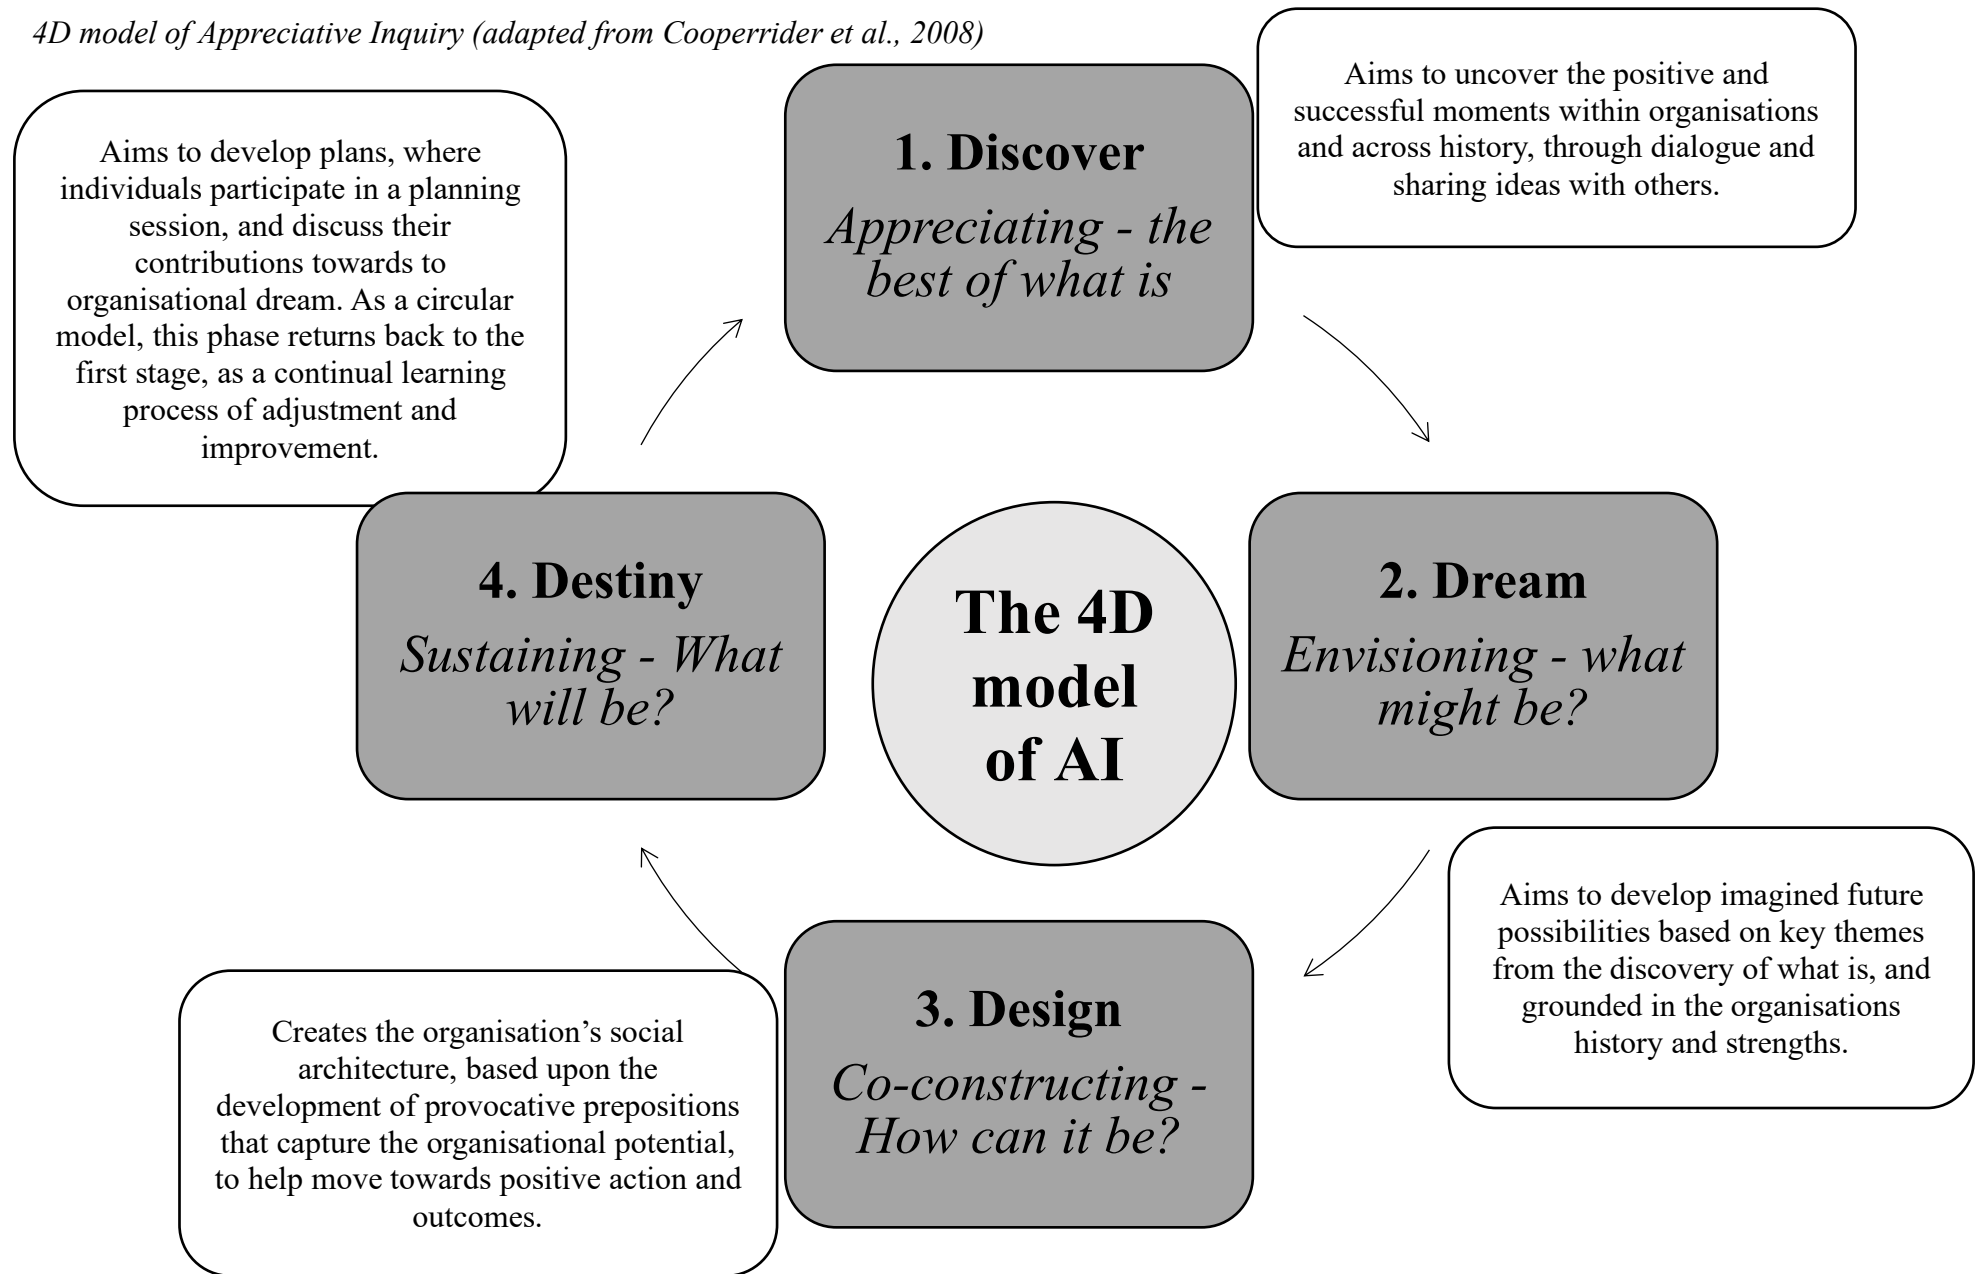 4D model of Appreciative Inquiry (adapted from Cooperrider et al., 2008)
1. Discover
Appreciating - the
best of what is
Aims to uncover the positive and
successful moments within organisations
and across history, through dialogue and
sharing ideas with others.
2. Dream
Envisioning - what
might be?
Aims to develop imagined future
possibilities based on key themes
from the discovery of what is, and
grounded in the organisations
history and strengths.
3. Design
Co-constructing -
How can it be?
Creates the organisation’s social
architecture, based upon the
development of provocative prepositions
that capture the organisational potential,
to help move towards positive action and
outcomes.
4. Destiny
Sustaining - What
will be?
Aims to develop plans, where
individuals participate in a planning
session, and discuss their
contributions towards to
organisational dream. As a circular
model, this phase returns back to the
first stage, as a continual learning
process of adjustment and
improvement.
The 4D
model
of AI